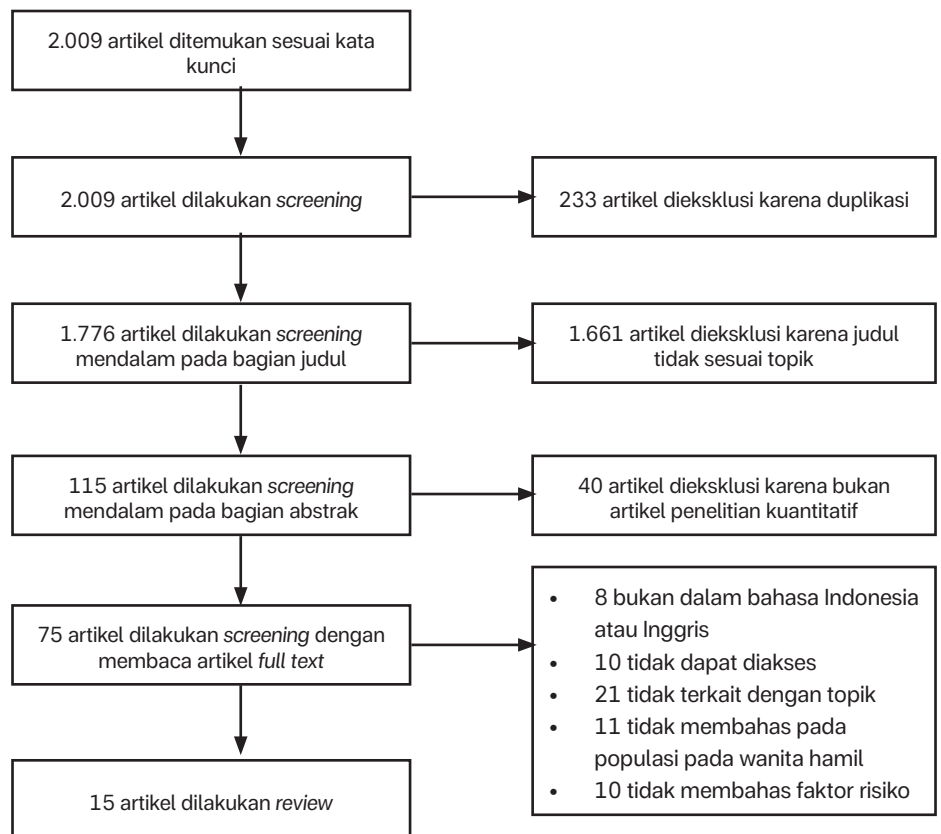 2.009 artikel ditemukan sesuai kata
kunci
2.009 artikel dilakukan screening
233 artikel dieksklusi karena duplikasi
1.776 artikel dilakukan screening
mendalam pada bagian judul
1.661 artikel dieksklusi karena judul
tidak sesuai topik
115 artikel dilakukan screening
mendalam pada bagian abstrak
40 artikel dieksklusi karena bukan
artikel penelitian kuantitatif
75 artikel dilakukan screening dengan
membaca artikel full text
• 8 bukan dalam bahasa Indonesia
atau Inggris
• 10 tidak dapat diakses
• 21 tidak terkait dengan topik
• 11 tidak membahas pada
populasi pada wanita hamil
• 10 tidak membahas faktor risiko
15 artikel dilakukan review